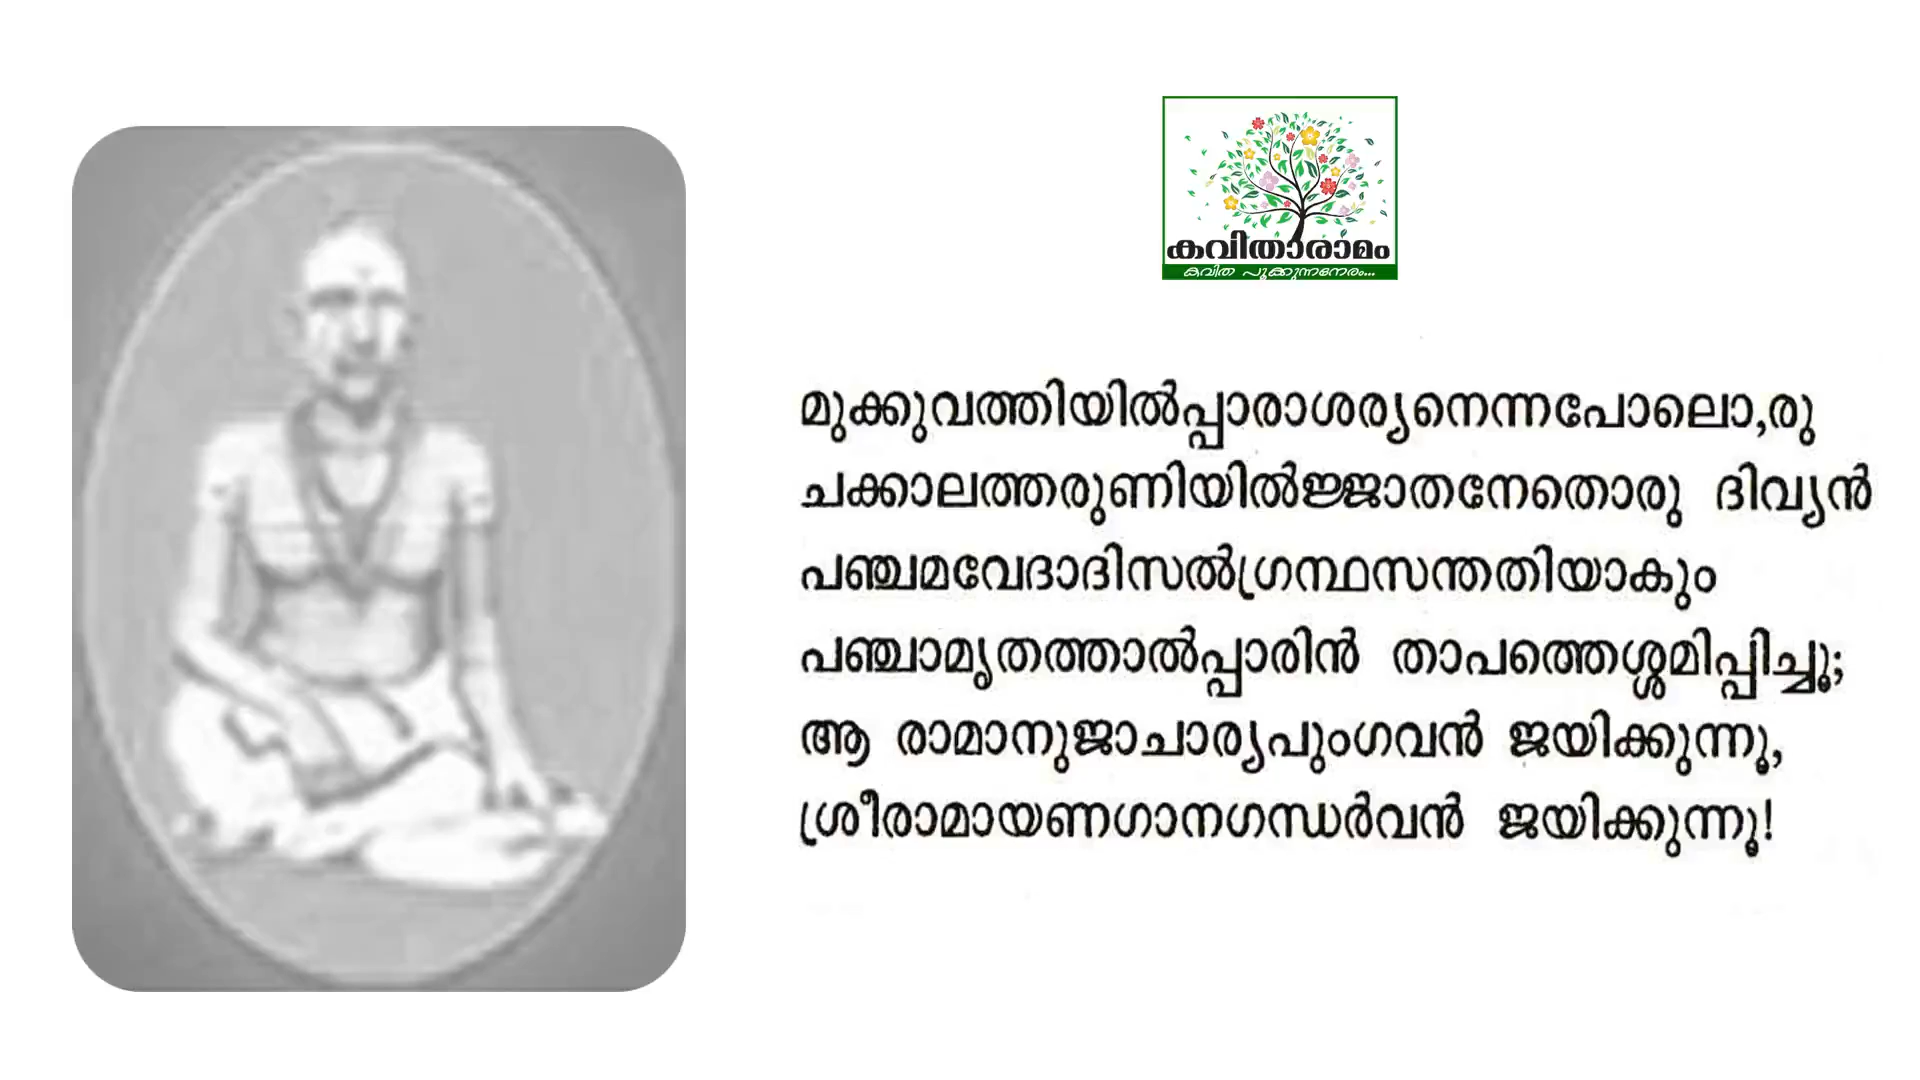 കവിതാരാമം
കവിത പൂക്കുന്നനേരം...
മുക്കുവത്തിയിൽപ്പാരാശര്യനെന്നപോലൊ,രു
ചക്കാലത്തരുണിയിൽജ്ജാതനേതൊരു ദിവ്യൻ
പഞ്ചമവേദാദിസൽഗ്രന്ഥസന്തതിയാകും
പഞ്ചാമൃതത്താൽപ്പാരിൻ താപത്തെശ്ശമിപ്പിച്ചൂ;
ആ രാമാനുജാചാര്യപുംഗവൻ ജയിക്കുന്നൂ,
ശ്രീരാമായണഗാനഗന്ധർവൻ ജയിക്കുന്നൂ!